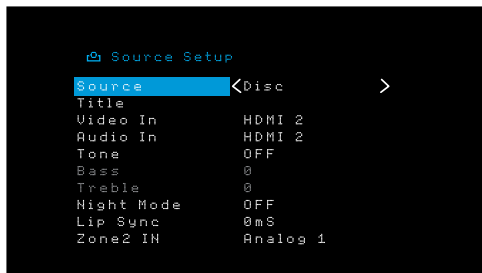 Source Setup
Source Disc
Title
Video In HDMI 2
Audio In HDMI 2
Tone OFF
Bass 0
Treble 0
Night Mode OFF
Lip Sync 0mS
Zone2 IN Analog 1